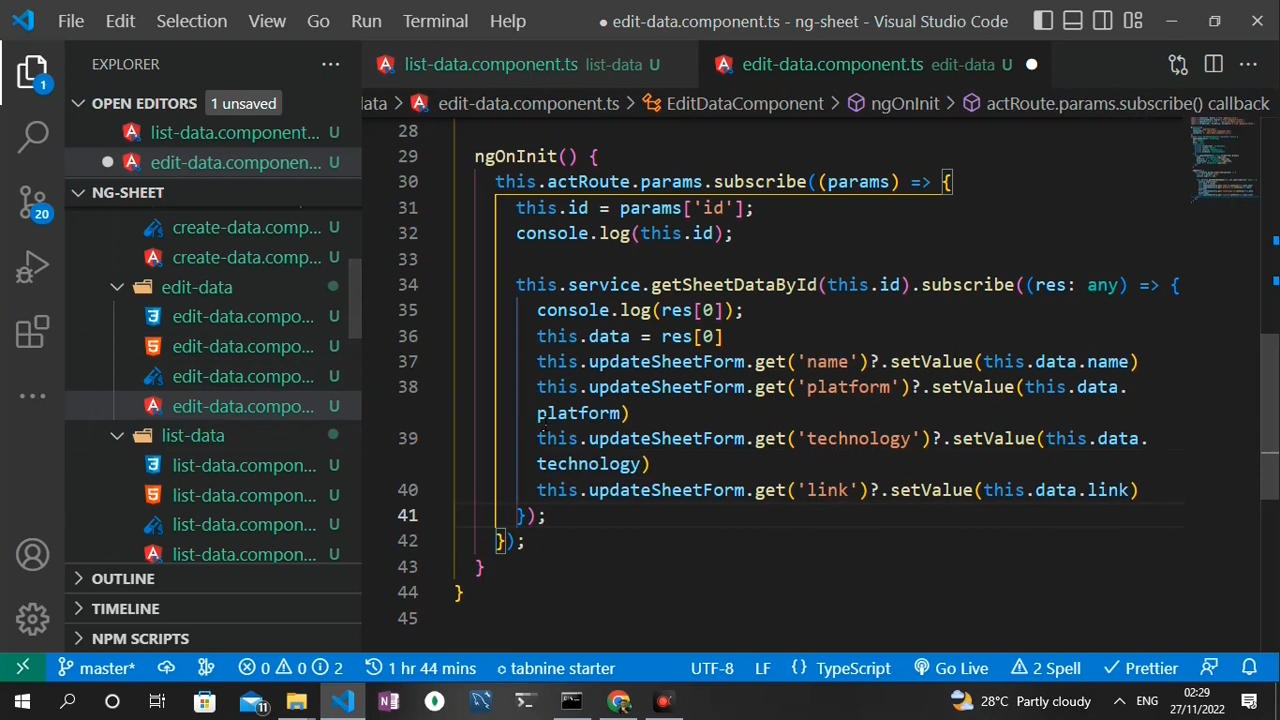 File Edit Selection View Go Run Terminal Help
edit-data.component.ts - ng-sheet - Visual Studio Code
EXPLORER
list-data.component.ts list-data U
edit-data.component.ts edit-data U
OPEN EDITORS 1 unsaved
data > edit-data.component.ts > EditDataComponent > ngOnInit > actRoute.params.subscribe() callback
list-data.component... U
edit-data.componen... U
NG-SHEET
create-data.comp... U
create-data.comp... U
edit-data
edit-data.compo... U
edit-data.compo... U
edit-data.compo... U
edit-data.compo... U
list-data
list-data.compon... U
list-data.compon... U
list-data.compon... U
list-data.compon... U
OUTLINE
TIMELINE
NPM SCRIPTS
1
20
28
29 ngOnInit() {
30 this.actRoute.params.subscribe((params) => {
31 this.id = params['id'];
32 console.log(this.id);
33
34 this.service.getSheetDataById(this.id).subscribe((res: any) => {
35 console.log(res[0]);
36 this.data = res[0]
37 this.updateSheetForm.get('name')?.setValue(this.data.name)
38 this.updateSheetForm.get('platform')?.setValue(this.data.
platform)
39 this.updateSheetForm.get('technology')?.setValue(this.data.
technology)
40 this.updateSheetForm.get('link')?.setValue(this.data.link)
41 });
42 });
43 }
44 }
45
master* 0 0 2 1 hr 44 mins tabnine starter UTF-8 LF {} TypeScript Go Live 2 Spell Prettier
11
28°C Partly cloudy ENG 02:29
27/11/2022